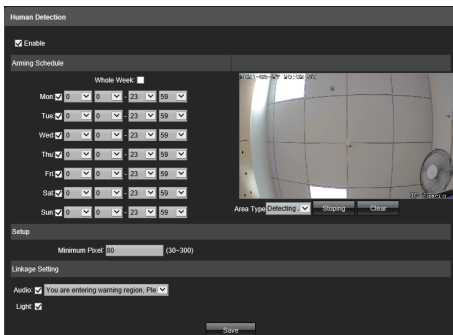 Human Detection
Enable
Arming Schedule
Whole Week:
Mon 0 0 - 23 59
Tue 0 0 - 23 59
Wed 0 0 - 23 59
Thu 0 0 - 23 59
Fri 0 0 - 23 59
Sat 0 0 - 23 59
Sun 0 0 - 23 59
IP Camera
Area Type Detecting Stoping Clear
Setup
Minimum Pixel 80 (30~300)
Linkage Setting
Audio: You are entering warning region, Ple
Light:
Save